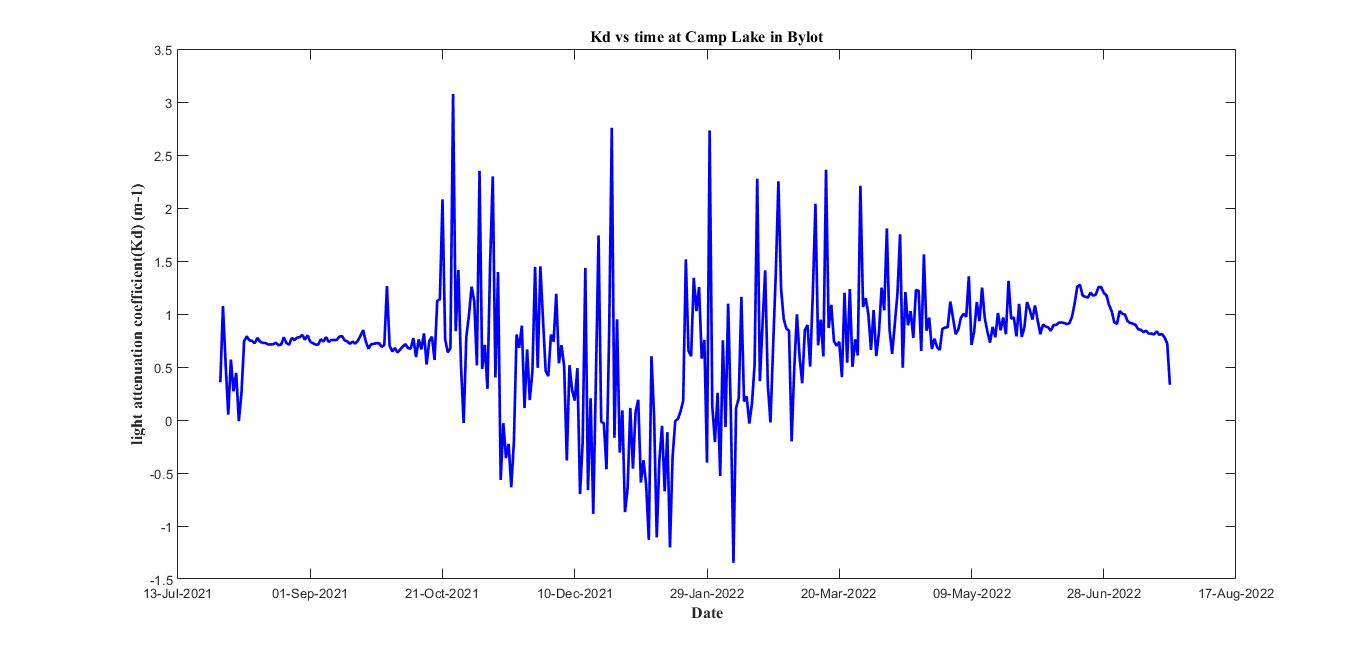 Kd vs time at Camp Lake in Bylot
light attenuation coefficient(Kd) (m-1)
3.5
3
2.5
2
1.5
1
0.5
0
-0.5
-1
-1.5
13-Jul-2021 01-Sep-2021 21-Oct-2021 10-Dec-2021 29-Jan-2022 20-Mar-2022 09-May-2022 28-Jun-2022 17-Aug-2022
Date